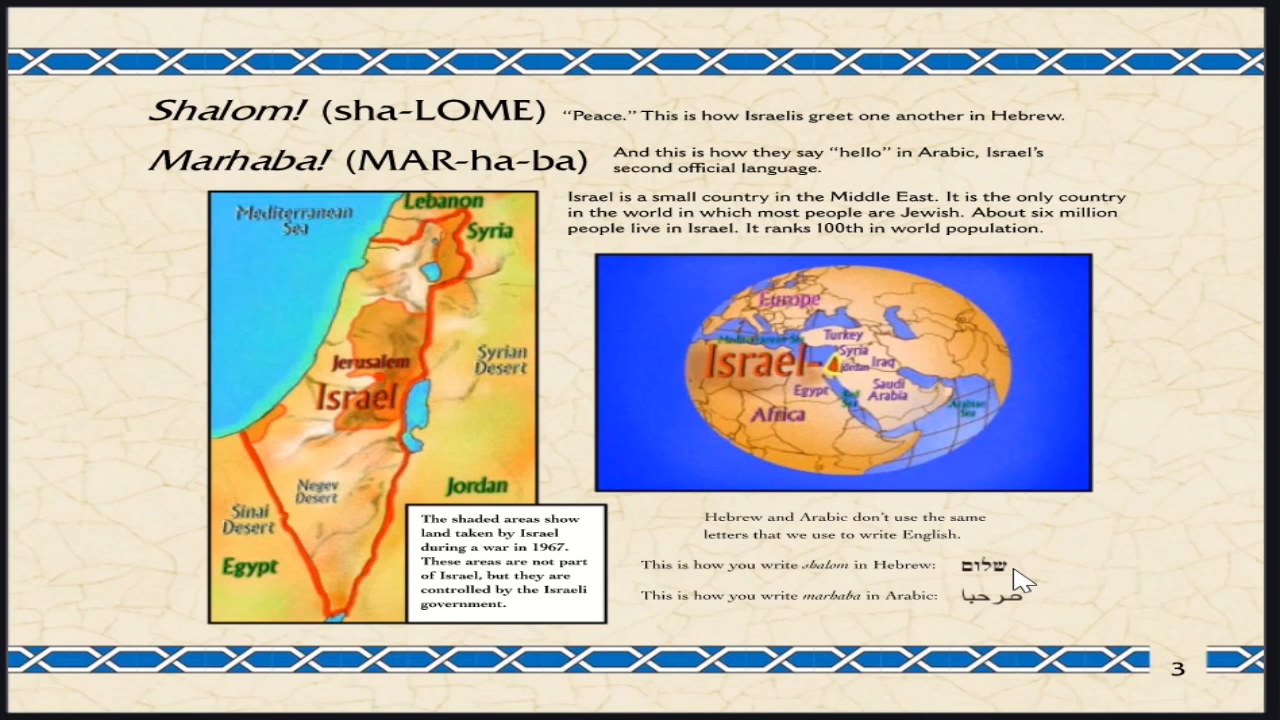 Shalom! (sha-LOME) “Peace.” This is how Israelis greet one another in Hebrew.
Marhaba! (MAR-ha-ba) And this is how they say “hello” in Arabic, Israel’s
second official language.
Israel is a small country in the Middle East. It is the only country
in the world in which most people are Jewish. About six million
people live in Israel. It ranks 100th in world population.
Mediterranean
Sea
Lebanon
Syria
Jerusalem
Israel
Syrian
Desert
Negev
Desert
Jordan
Sinai
Desert
Egypt
The shaded areas show
land taken by Israel
during a war in 1967.
These areas are not part
of Israel, but they are
controlled by the Israeli
government.
Europe
Mediterranean Sea
Turkey
Israel
Syria
Jordan
Iraq
Egypt
Red
Sea
Saudi
Arabia
Africa
Arabian
Sea
Hebrew and Arabic don’t use the same
letters that we use to write English.
This is how you write shalom in Hebrew: שלום
This is how you write marhaba in Arabic: مرحبا
3